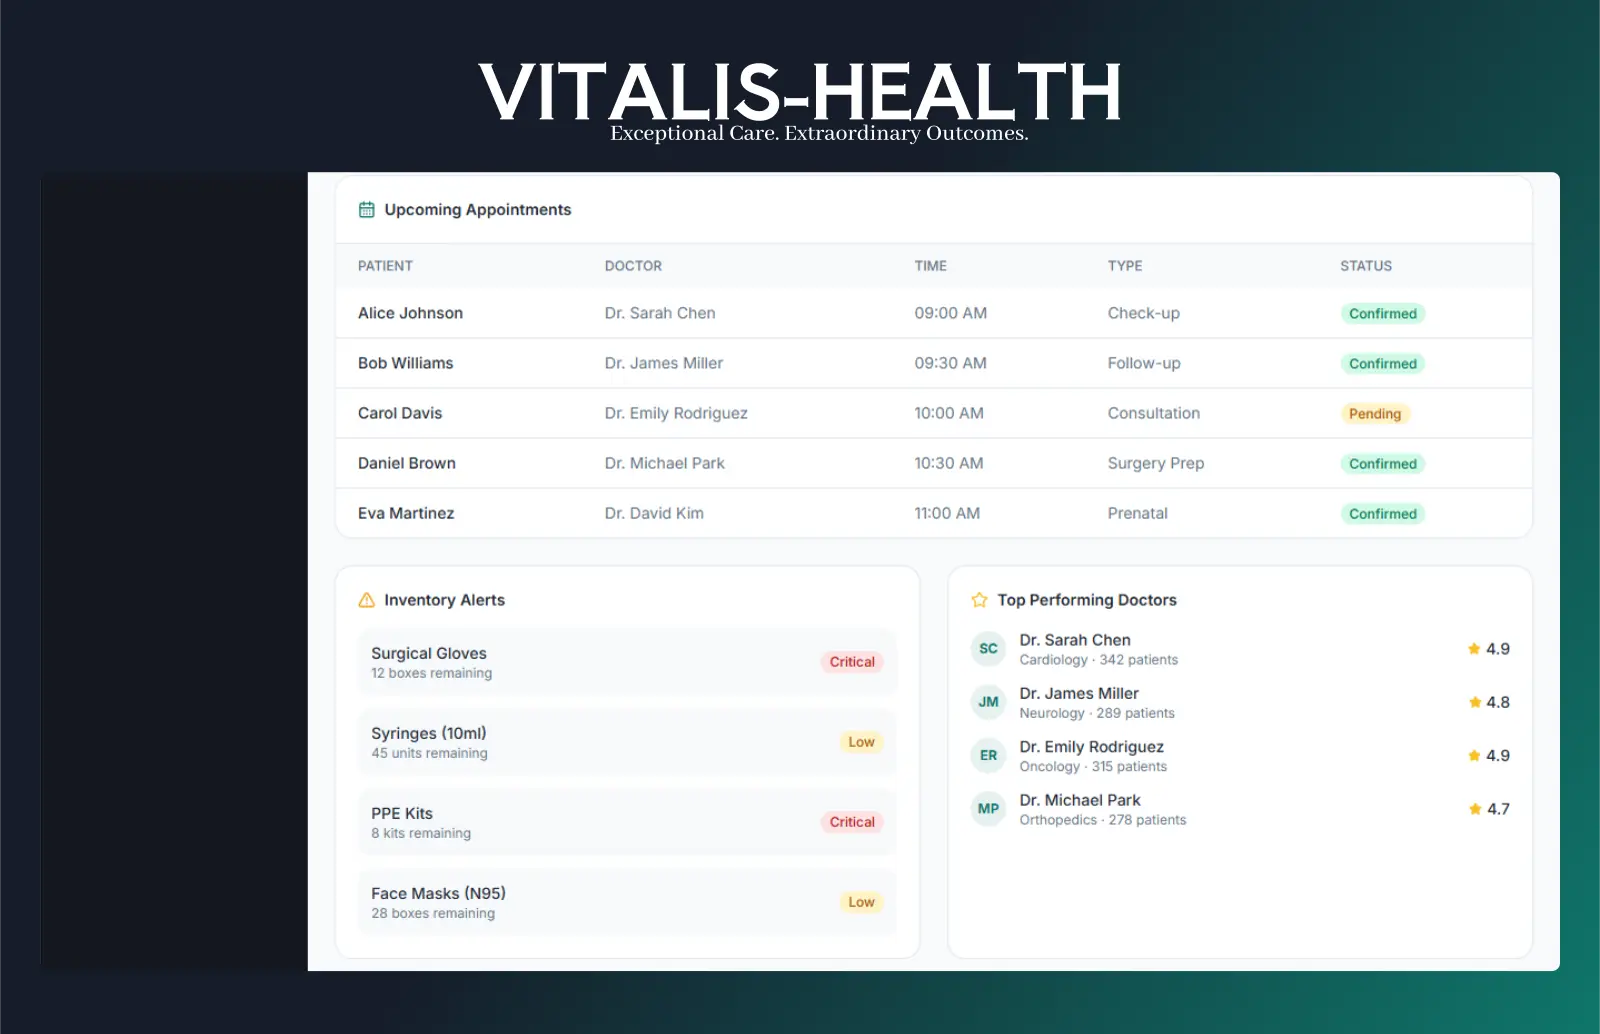 VITALIS-HEALTH
Exceptional Care. Extraordinary Outcomes.
Upcoming Appointments
PATIENT DOCTOR TIME TYPE STATUS
Alice Johnson Dr. Sarah Chen 09:00 AM Check-up Confirmed
Bob Williams Dr. James Miller 09:30 AM Follow-up Confirmed
Carol Davis Dr. Emily Rodriguez 10:00 AM Consultation Pending
Daniel Brown Dr. Michael Park 10:30 AM Surgery Prep Confirmed
Eva Martinez Dr. David Kim 11:00 AM Prenatal Confirmed
Inventory Alerts
Surgical Gloves
12 boxes remaining
Critical
Syringes (10ml)
45 units remaining
Low
PPE Kits
8 kits remaining
Critical
Face Masks (N95)
28 boxes remaining
Low
Top Performing Doctors
SC
Dr. Sarah Chen
Cardiology · 342 patients
4.9
JM
Dr. James Miller
Neurology · 289 patients
4.8
ER
Dr. Emily Rodriguez
Oncology · 315 patients
4.9
MP
Dr. Michael Park
Orthopedics · 278 patients
4.7